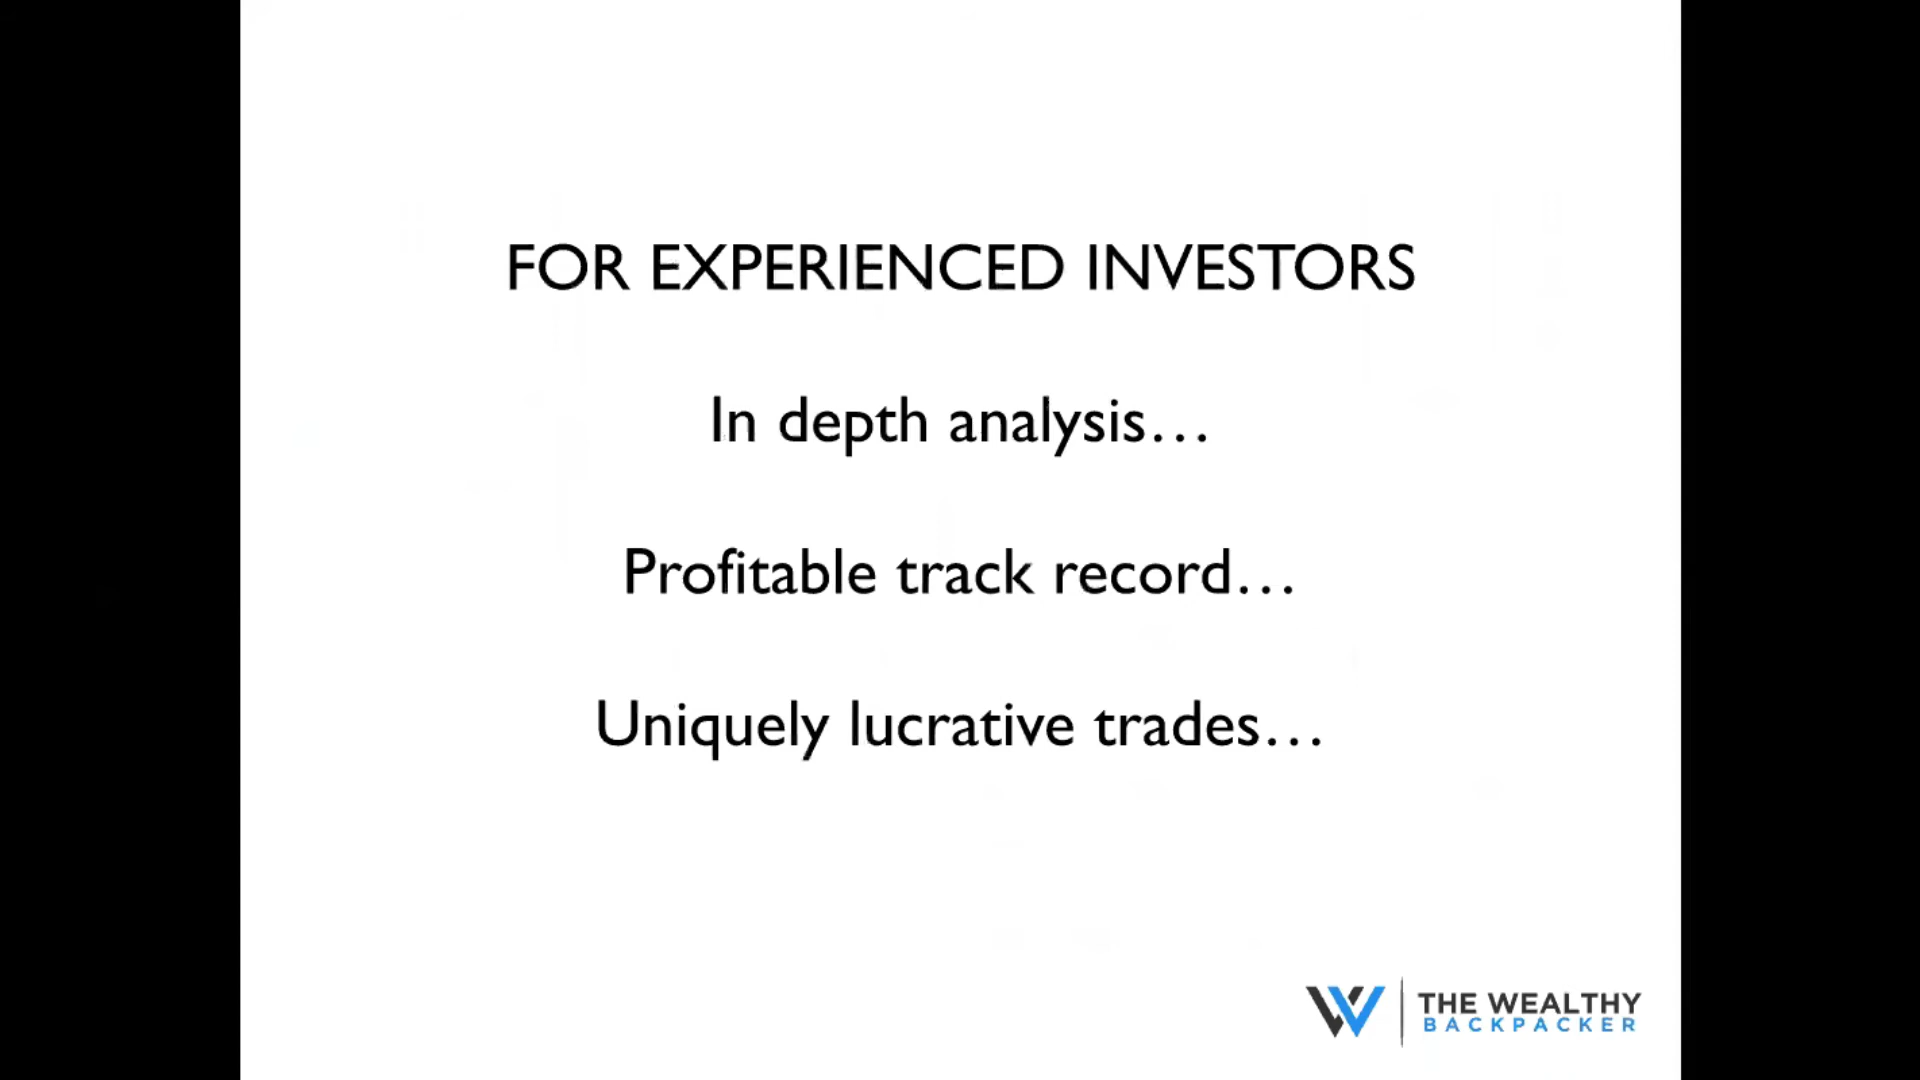 FOR EXPERIENCED INVESTORS
In depth analysis…
Profitable track record…
Uniquely lucrative trades…
THE WEALTHY
BACKPACKER